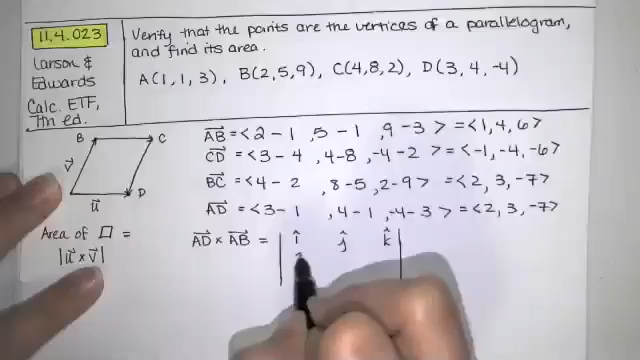 11.4.023
Larson &
Edwards
Calc. ETF,
7th ed.
Verify that the points are the vertices of a parallelogram,
and find its area.
A(1, 1, 3), B(2, 5, 9), C(4, 8, 2), D(3, 4, -4)
B C
v⃗
D
u⃗
Area of ▱ =
|u⃗ × v⃗|
AB⃗ = <2 - 1, 5 - 1, 9 - 3> = <1, 4, 6>
CD⃗ = <3 - 4, 4 - 8, -4 - 2> = <-1, -4, -6>
BC⃗ = <4 - 2, 8 - 5, 2 - 9> = <2, 3, -7>
AD⃗ = <3 - 1, 4 - 1, -4 - 3> = <2, 3, -7>
AD⃗ × AB⃗ = | î ĵ k̂ |